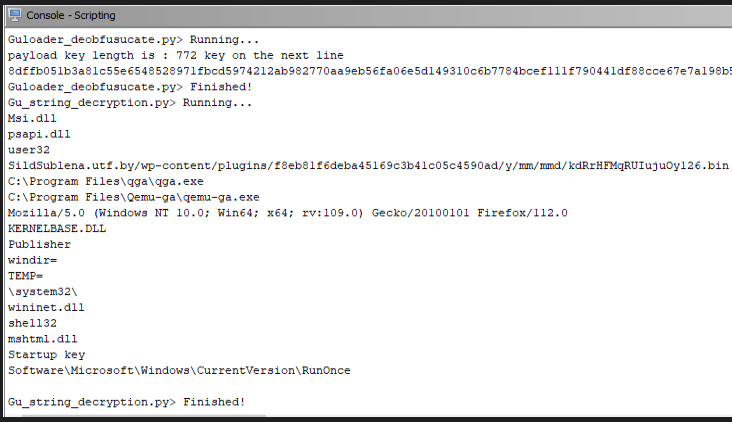 Console - Scripting
Guloader_deobfusucate.py> Running...
payload key length is : 772 key on the next line
8dffb051b3a81c55e6548528971fbcd5974212ab982770aa9eb56fa06e5d149310c6b7784bcef111f790441df88cce67e7a198b5
Guloader_deobfusucate.py> Finished!
Gu_string_decryption.py> Running...
Msi.dll
psapi.dll
user32
SildSublena.utf.by/wp-content/plugins/f8eb81f6deba45169c3b41c05c4590ad/y/mm/mmd/kdRrHFMqRUIujuOy126.bin
C:\Program Files\qga\qga.exe
C:\Program Files\Qemu-ga\qemu-ga.exe
Mozilla/5.0 (Windows NT 10.0; Win64; x64; rv:109.0) Gecko/20100101 Firefox/112.0
KERNELBASE.DLL
Publisher
windir=
TEMP=
\system32\
wininet.dll
shell32
mshtml.dll
Startup key
Software\Microsoft\Windows\CurrentVersion\RunOnce
Gu_string_decryption.py> Finished!